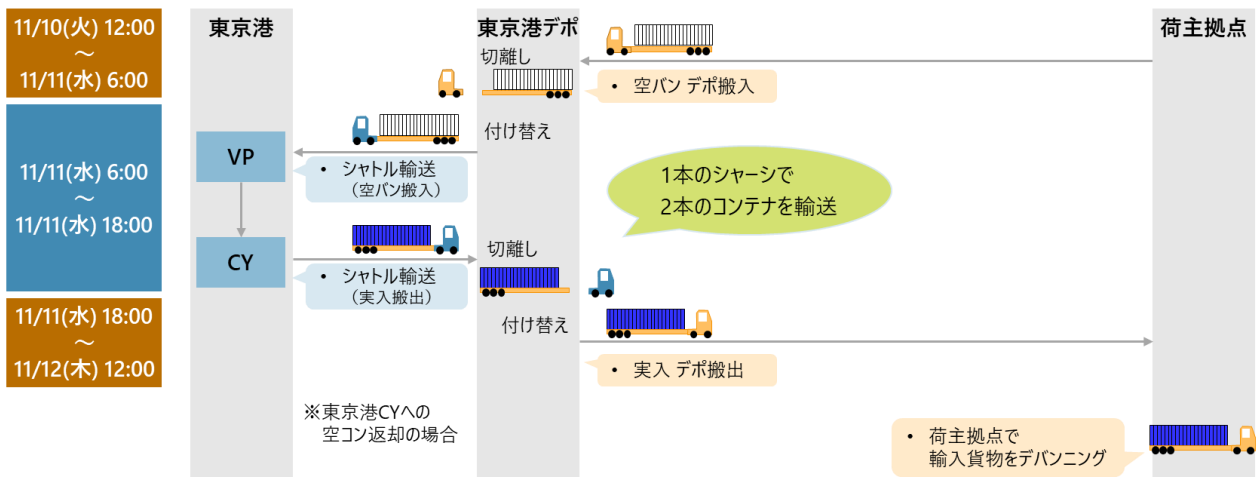 11/10(火) 12:00
～
11/11(水) 6:00
東京港
東京港デポ
荷主拠点
切離し
• 空バン デポ搬入
11/11(水) 6:00
～
11/11(水) 18:00
付け替え
VP
• シャトル輸送
（空バン搬入）
1本のシャーシで
2本のコンテナを輸送
CY
切離し
• シャトル輸送
（実入搬出）
11/11(水) 18:00
～
11/12(木) 12:00
付け替え
• 実入 デポ搬出
※東京港CYへの
空コン返却の場合
• 荷主拠点で
輸入貨物をデバンニング